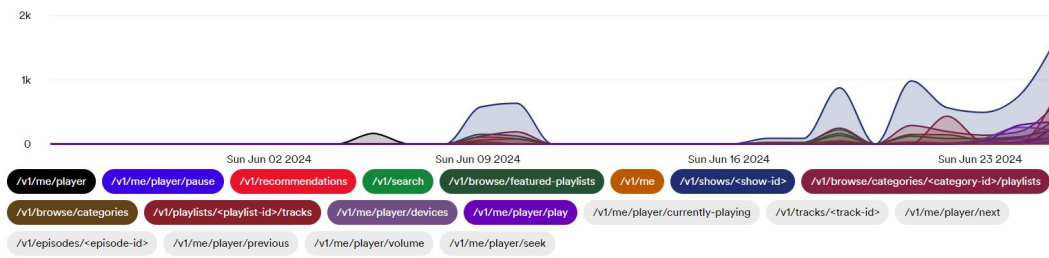 2k
1k
0
Sun Jun 02 2024 Sun Jun 09 2024 Sun Jun 16 2024 Sun Jun 23 2024
/v1/me/player /v1/me/player/pause /v1/recommendations /v1/search /v1/browse/featured-playlists /v1/me /v1/shows/<show-id> /v1/browse/categories/<category-id>/playlists
/v1/browse/categories /v1/playlists/<playlist-id>/tracks /v1/me/player/devices /v1/me/player/play /v1/me/player/currently-playing /v1/tracks/<track-id> /v1/me/player/next
/v1/episodes/<episode-id> /v1/me/player/previous /v1/me/player/volume /v1/me/player/seek